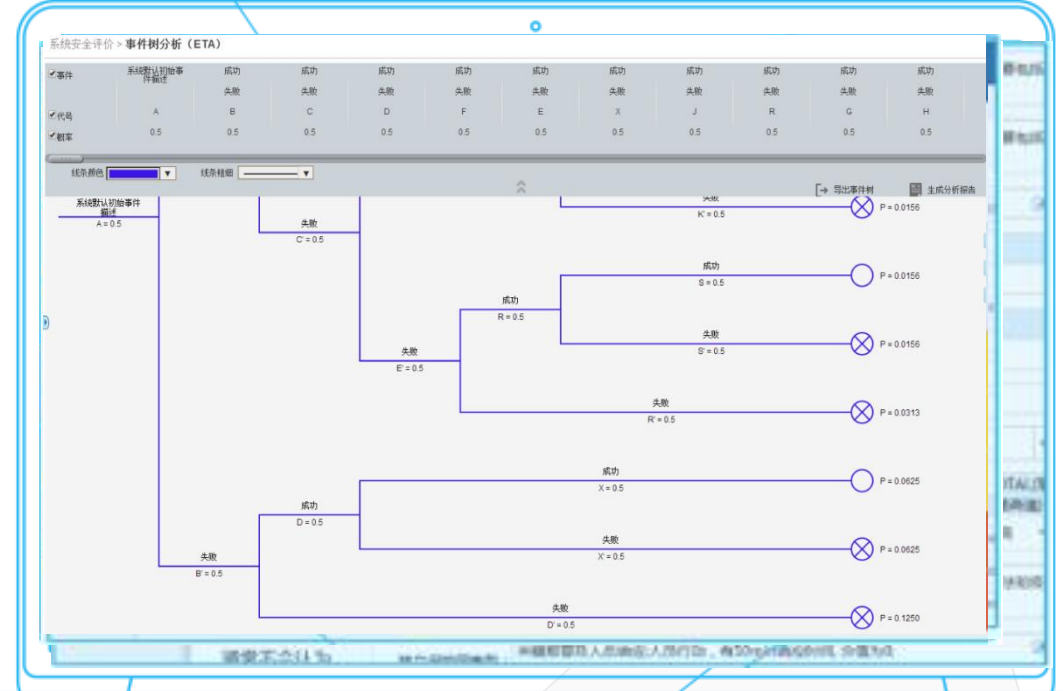 系统安全评价 > 事件树分析（ETA）
事件 系统默认初始事 成功 成功 成功 成功 成功 成功 成功 成功 成功 成功
件描述 失败 失败 失败 失败 失败 失败 失败 失败 失败 失败
代号 A B C D F E X J R G H
概率 0.5 0.5 0.5 0.5 0.5 0.5 0.5 0.5 0.5 0.5 0.5
线条颜色 线条粗细
导出事件树 生成分析报告
系统默认初始事件
描述
A = 0.5
失败
K' = 0.5
P = 0.0156
失败
C' = 0.5
成功
S = 0.5
P = 0.0156
成功
R = 0.5
失败
S' = 0.5
P = 0.0156
失败
E' = 0.5
失败
R' = 0.5
P = 0.0313
成功
X = 0.5
P = 0.0625
成功
D = 0.5
失败
X' = 0.5
P = 0.0625
失败
B' = 0.5
失败
D' = 0.5
P = 0.1250